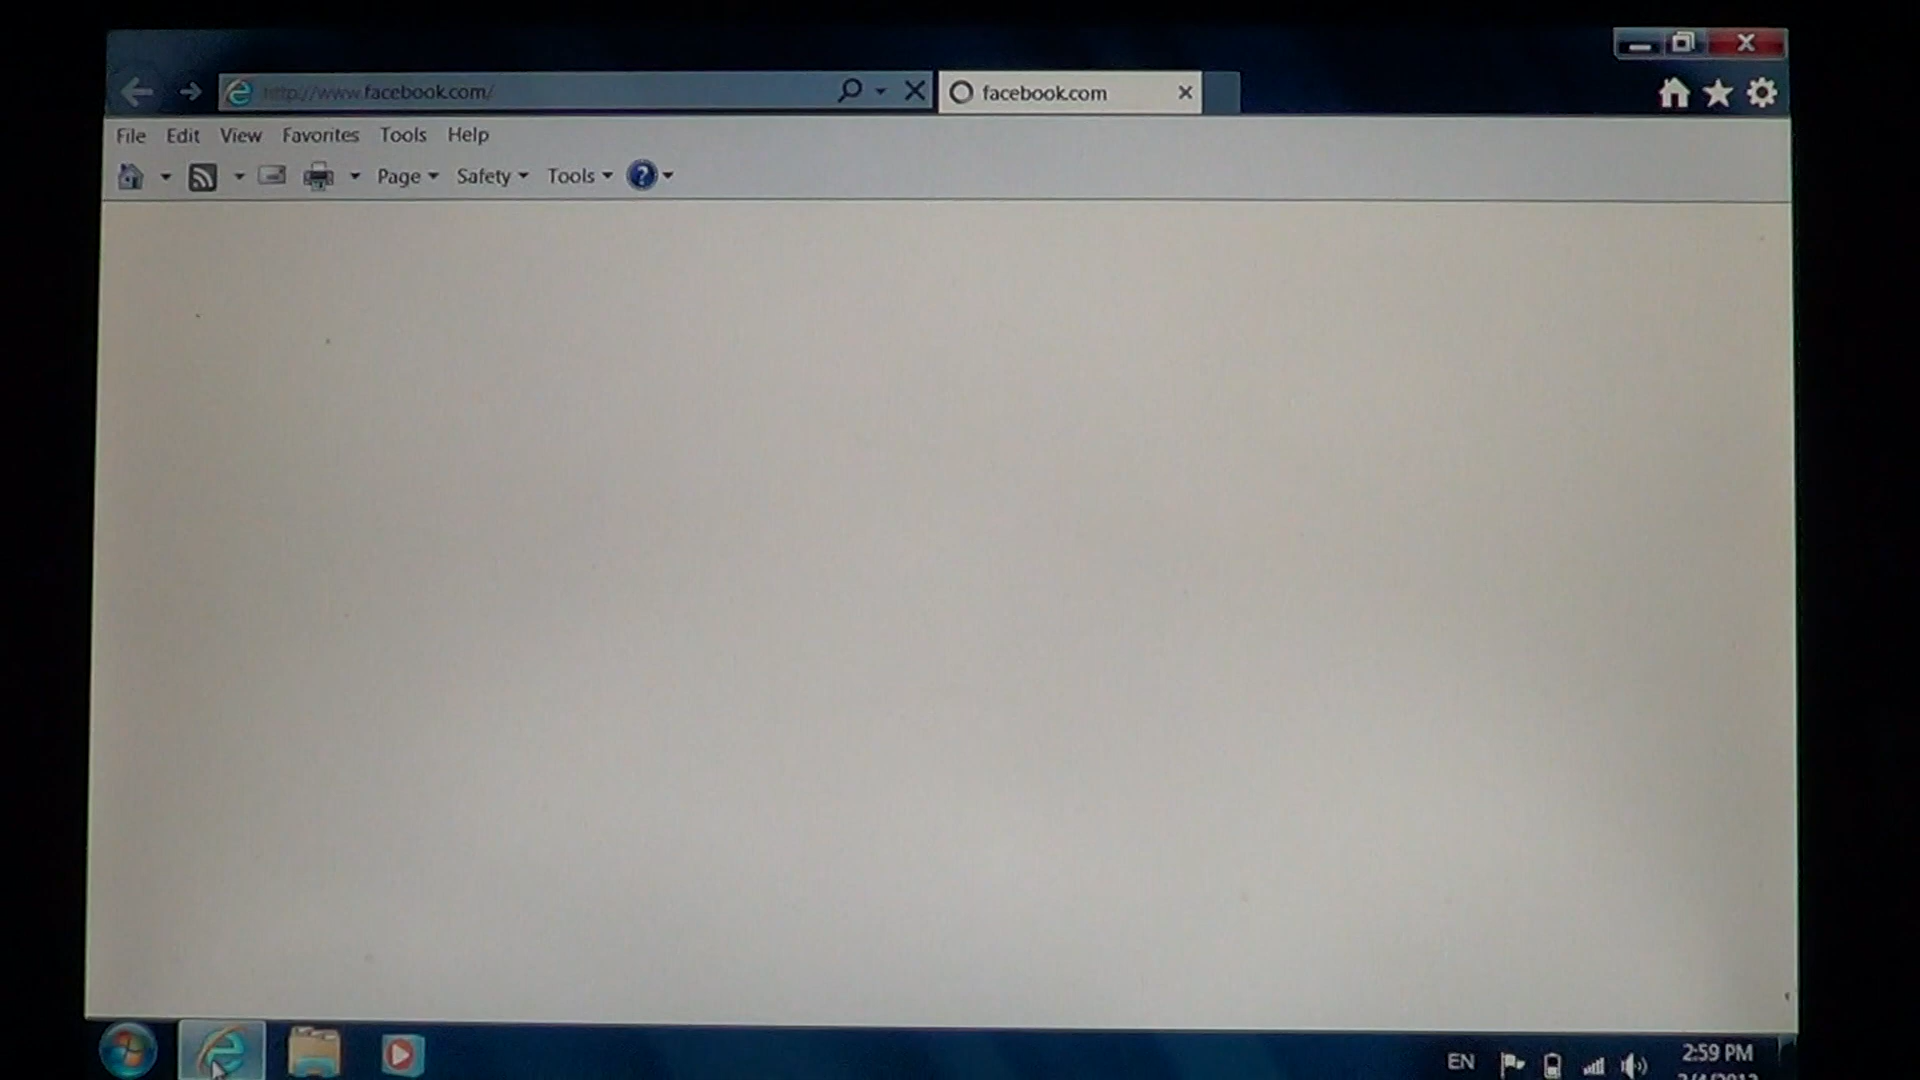 http://www.facebook.com/
facebook.com
File Edit View Favorites Tools Help
Page Safety Tools
EN
2:59 PM